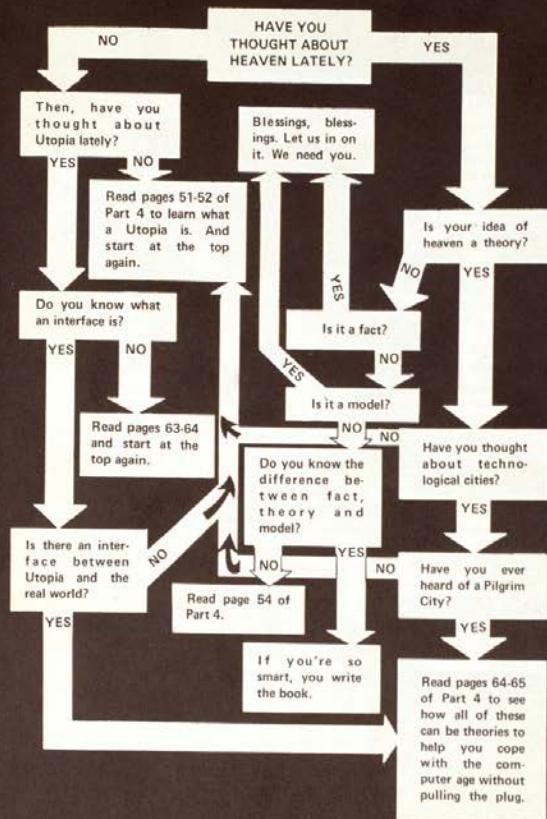 HAVE YOU
THOUGHT ABOUT
HEAVEN LATELY?
NO
YES
Then, have you
thought about
Utopia lately?
YES
NO
Blessings, bless-
ings. Let us in on
it. We need you.
Read pages 51-52 of
Part 4 to learn what
a Utopia is. And
start at the top
again.
Is your idea of
heaven a theory?
NO
YES
YES
Is it a fact?
NO
Do you know what
an interface is?
YES
NO
YES
Is it a model?
NO
NO
Read pages 63-64
and start at the
top again.
Have you thought
about techno-
logical cities?
YES
Do you know the
difference be-
tween fact,
theory and
model?
NO
YES
Is there an inter-
face between
Utopia and the
real world?
NO
YES
NO
Have you ever
heard of a Pilgrim
City?
YES
Read page 54 of
Part 4.
If you're so
smart, you write
the book.
Read pages 64-65
of Part 4 to see
how all of these
can be theories to
help you cope
with the com-
puter age without
pulling the plug.